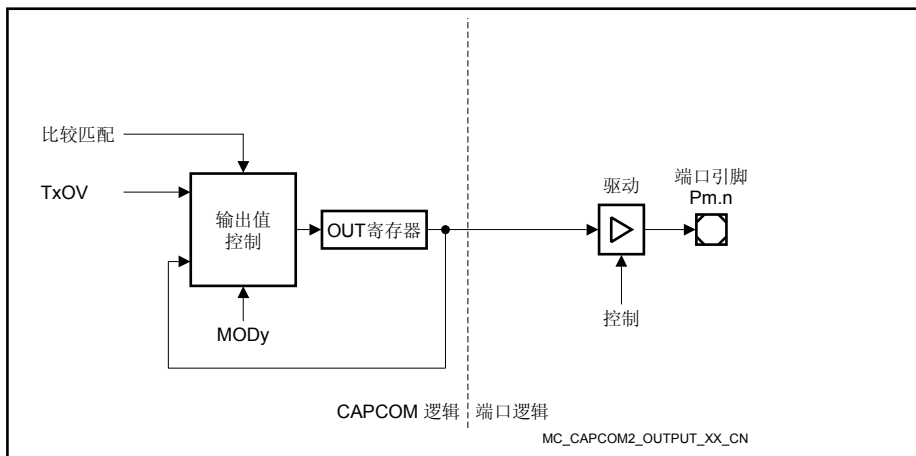 比较匹配
TxOV
输出值
控制
OUT寄存器
MODy
驱动
控制
端口引脚
Pm.n
CAPCOM 逻辑
端口逻辑
MC_CAPCOM2_OUTPUT_XX_CN